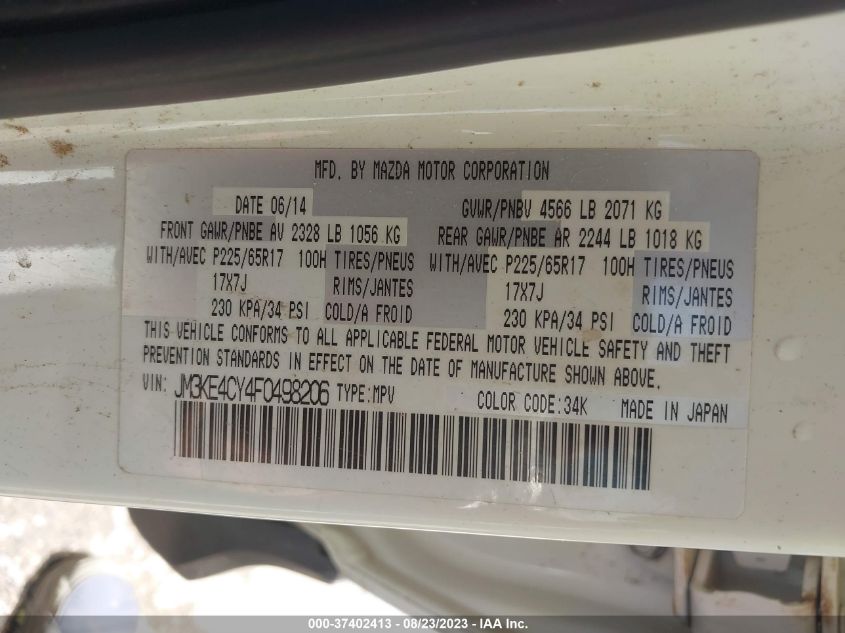 MFD. BY MAZDA MOTOR CORPORATION
DATE 06/14 GVWR/PNBV 4566 LB 2071 KG
FRONT GAWR/PNBE AV 2328 LB 1056 KG REAR GAWR/PNBE AR 2244 LB 1018 KG
WITH/AVEC P225/65R17 100H TIRES/PNEUS WITH/AVEC P225/65R17 100H TIRES/PNEUS
17X7J RIMS/JANTES 17X7J RIMS/JANTES
230 KPA/34 PSI COLD/A FROID 230 KPA/34 PSI COLD/A FROID
THIS VEHICLE CONFORMS TO ALL APPLICABLE FEDERAL MOTOR VEHICLE SAFETY AND THEFT
PREVENTION STANDARDS IN EFFECT ON THE DATE OF MANUFACTURE SHOWN ABOVE.
VIN: JM3KE4CY4F0498206 TYPE:MPV COLOR CODE:34K MADE IN JAPAN
000-37402413 - 08/23/2023 - Copyright © IAA, Inc.